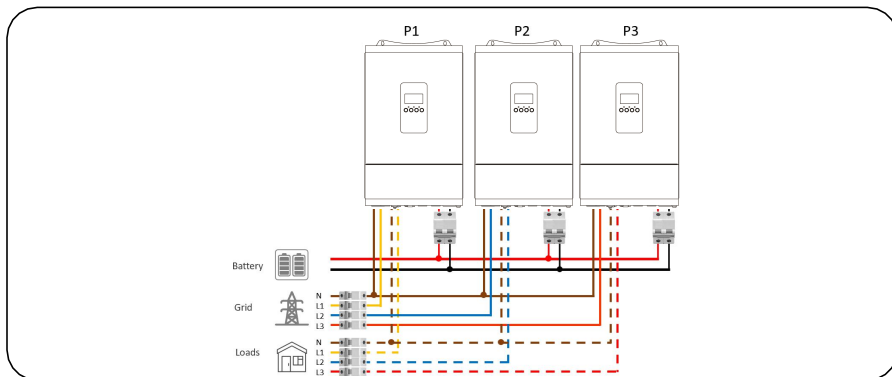 P1 P2 P3
Battery
Grid
N
L1
L2
L3
Loads
N
L1
L2
L3